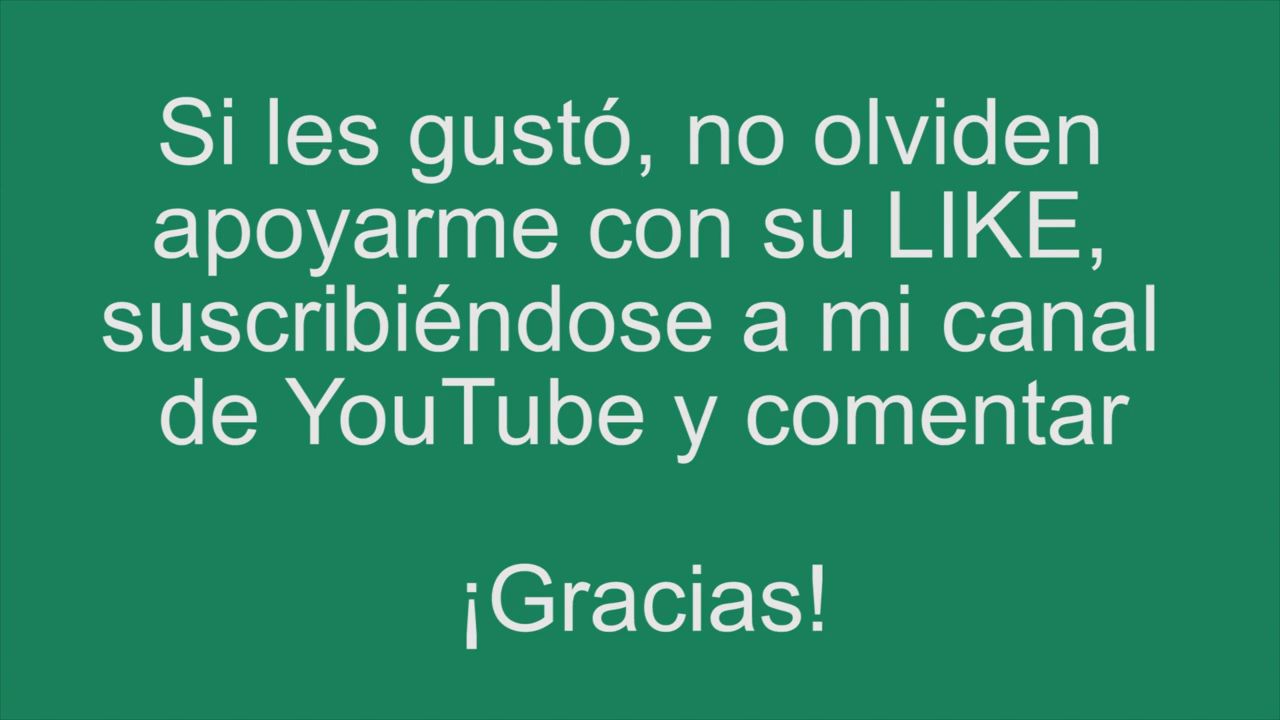 Si les gustó, no olviden
apoyarme con su LIKE,
suscribiéndose a mi canal
de YouTube y comentar
¡Gracias!